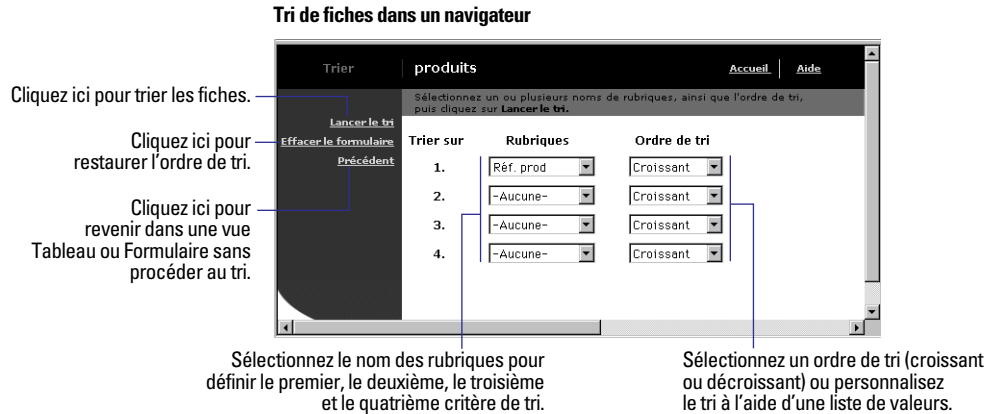 Tri de fiches dans un navigateur
Trier
produits
Accueil
Aide
Sélectionnez un ou plusieurs noms de rubriques, ainsi que l'ordre de tri,
puis cliquez sur Lancer le tri.
Cliquez ici pour trier les fiches.
Lancer le tri
Effacer le formulaire
Précédent
Cliquez ici pour
restaurer l'ordre de tri.
Cliquez ici pour
revenir dans une vue
Tableau ou Formulaire sans
procéder au tri.
Trier sur Rubriques Ordre de tri
1. Réf. prod Croissant
2. -Aucune- Croissant
3. -Aucune- Croissant
4. -Aucune- Croissant
Sélectionnez le nom des rubriques pour
définir le premier, le deuxième, le troisième
et le quatrième critère de tri.
Sélectionnez un ordre de tri (croissant
ou décroissant) ou personnalisez
le tri à l'aide d'une liste de valeurs.